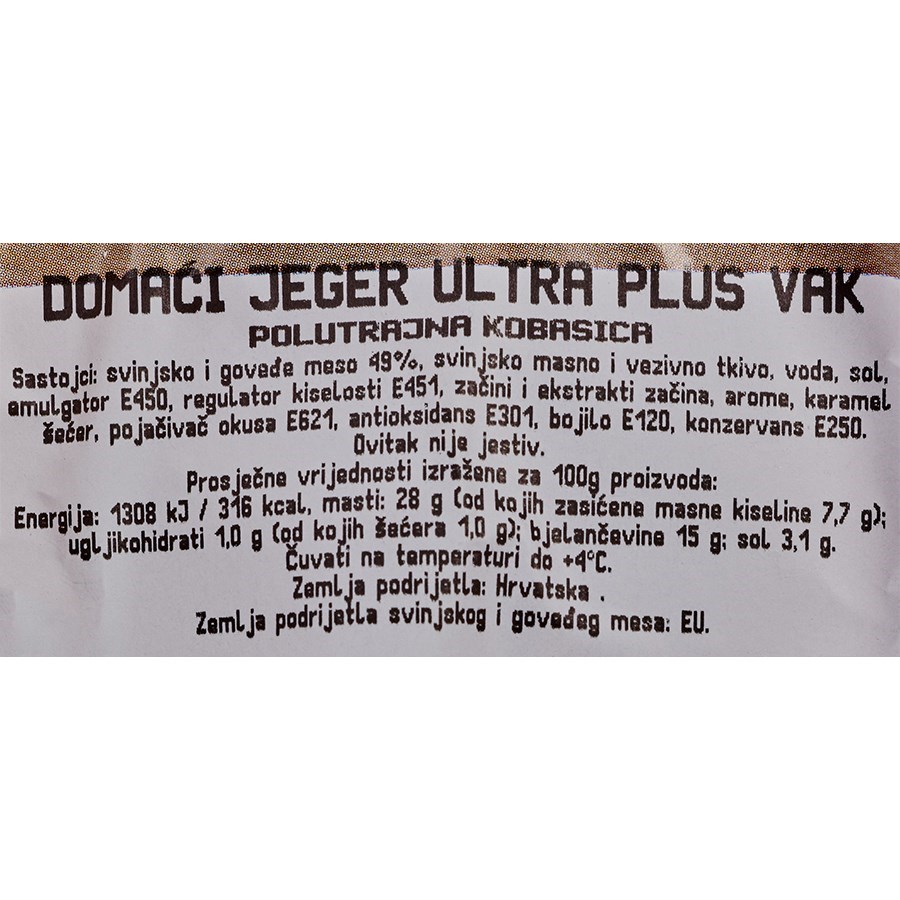 DOMAĆI JEGER ULTRA PLUS VAK
POLUTRAJNA KOBASICA
Sastojci: svinjsko i goveđe meso 49%, svinjsko masno i vezivno tkivo, voda, sol,
emulgator E450, regulator kiselosti E451, začini i ekstrakti začina, arome, karamel
šećer, pojačivač okusa E621, antioksidans E301, bojilo E120, konzervans E250.
Ovitak nije jestiv.
Prosječne vrijednosti izražene za 100g proizvoda:
Energija: 1308 kJ / 316 kcal, masti: 28 g (od kojih zasićene masne kiseline 7,7 g);
ugljikohidrati 1,0 g (od kojih šećera 1,0 g); bjelančevine 15 g; sol 3,1 g.
Čuvati na temperaturi do +4°C.
Zemlja podrijetla: Hrvatska .
Zemlja podrijetla svinjskog i goveđeg mesa: EU.